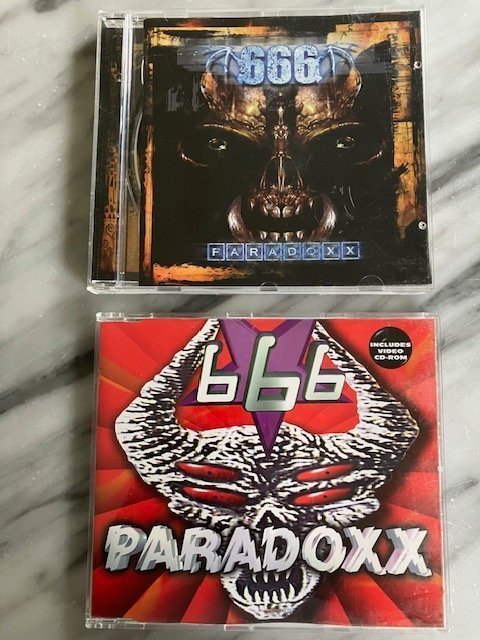 666
PARADOXX
666
INCLUDES
VIDEO
CD-ROM
PARADOXX